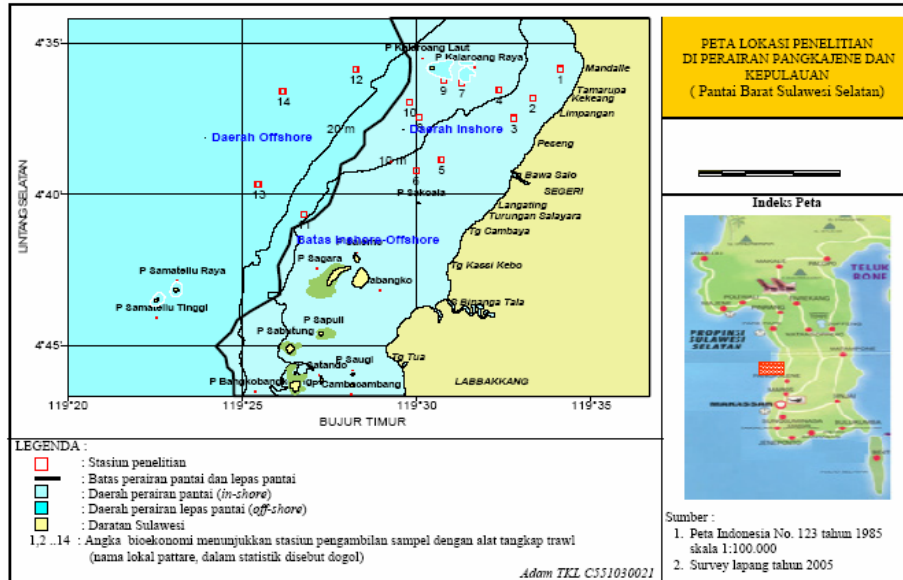 PETA LOKASI PENELITIAN
DI PERAIRAN PANGKAJENE DAN
KEPULAUAN
( Pantai Barat Sulawesi Selatan)
4°35'
4°40'
4°45'
LINTANG SELATAN
P Kalaroang Laut
P Kalaroang Raya
Mandalle
Tamarupa
Kekeang
Limpangan
Peseng
Bawa Salo
SEGERI
Langating
Turungan Salayara
Tg Cambaya
Tg Kassi Kebo
S Binanga Tala
Tg Tua
LABBAKKANG
12
14
9
7
4
1
2
3
10
5
6
13
20 m
10 m
Daerah Offshore
Daerah Inshore
Batas Inshore-Offshore
P Sakoala
P Salemo
P Sagara
P Samatellu Raya
P Samatellu Tinggi
P Sapuli
P Sabutung
Satando
P Saugi
119°20
119°25
119°30
119°35
BUJUR TIMUR
Indeks Peta
TELUK
BONE
PROPINSI
SULAWESI
SELATAN
MAKASSAR
LEGENDA :
: Stasiun penelitian
: Batas perairan pantai dan lepas pantai
: Daerah perairan pantai (in-shore)
: Daerah perairan lepas pantai (off-shore)
: Daratan Sulawesi
1,2 ..14 : Angka bioekonomi menunjukkan stasiun pengambilan sampel dengan alat tangkap trawl
(nama lokal pattare, dalam statistik disebut dogol)
Adam TKL C551030021
Sumber :
1. Peta Indonesia No. 123 tahun 1985
skala 1:100.000
2. Survey lapang tahun 2005